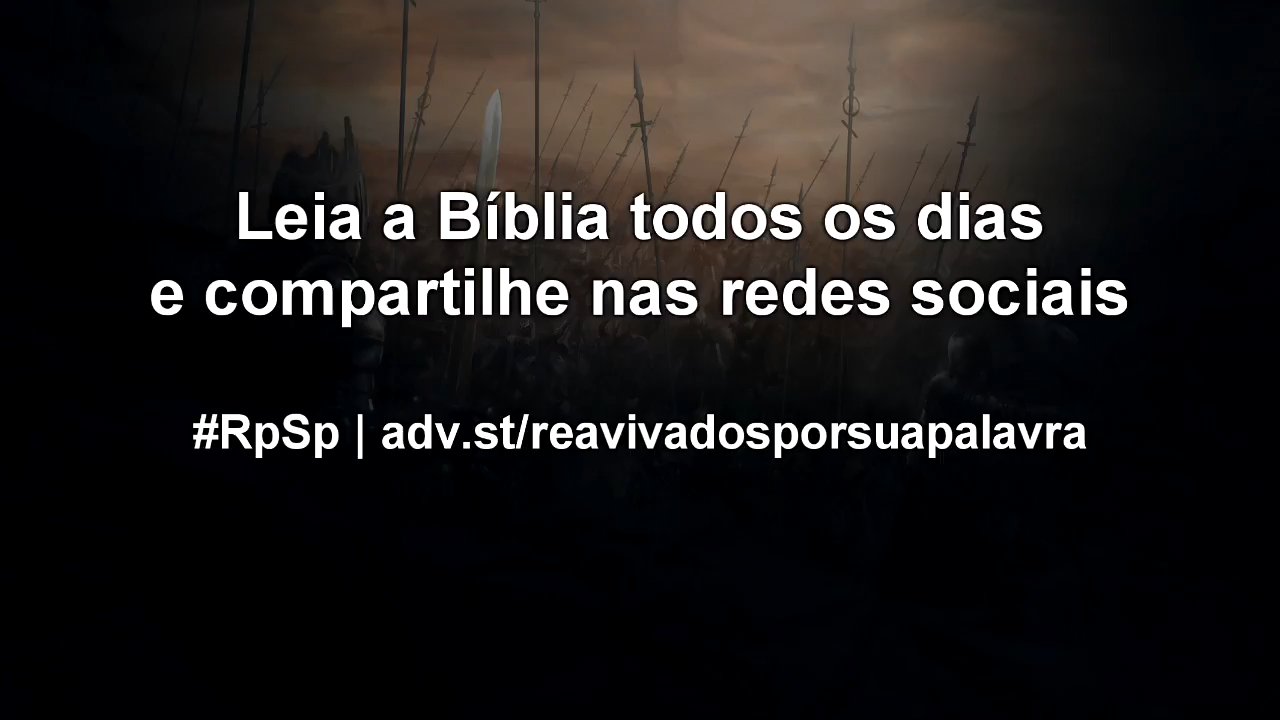 Leia a Bíblia todos os dias
e compartilhe nas redes sociais
#RpSp | adv.st/reavivadosporsuapalavra